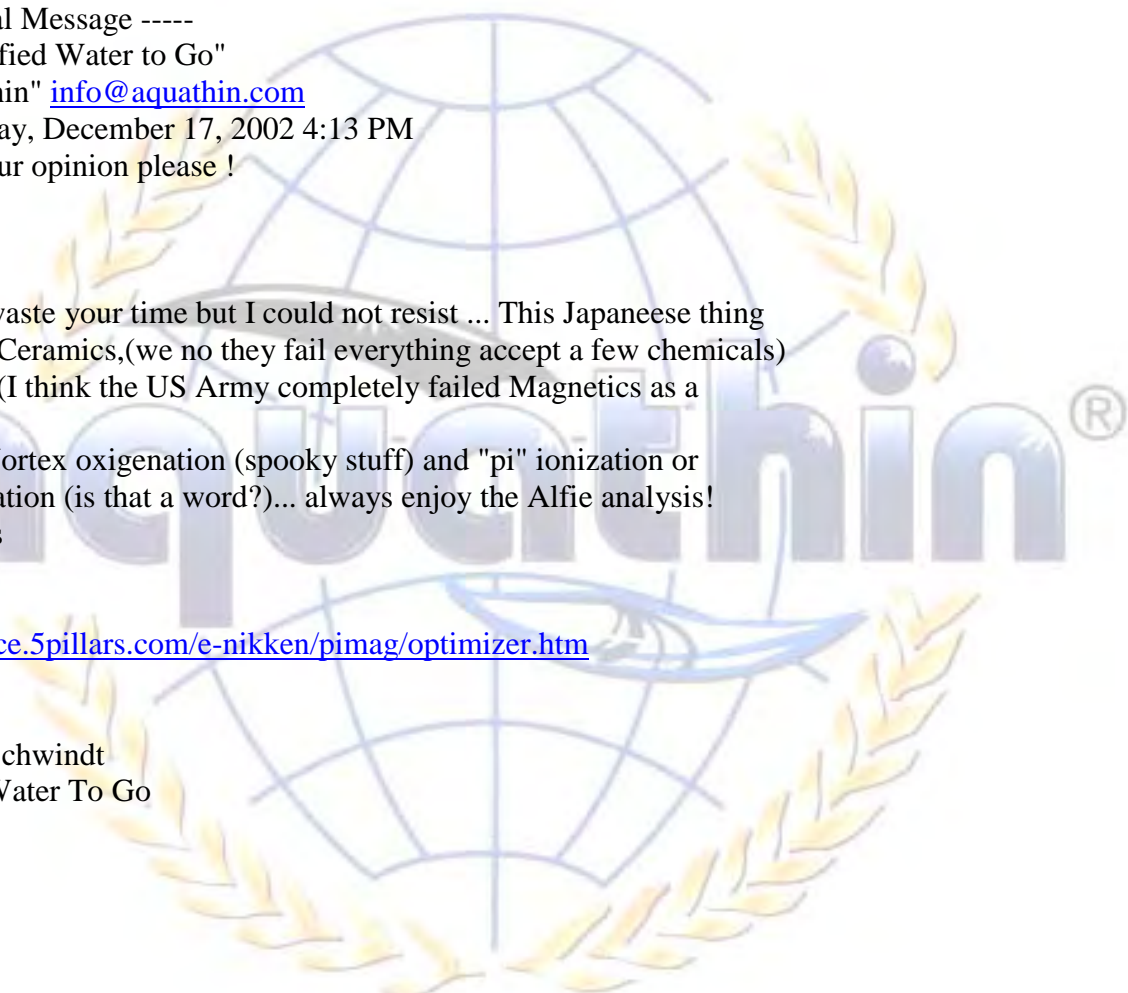 al Message -----
fied Water to Go"
in" info@aquathin.com
ay, December 17, 2002 4:13 PM
ur opinion please !
waste your time but I could not resist ... This Japaneese thing
Ceramics,(we no they fail everything accept a few chemicals)
(I think the US Army completely failed Magnetics as a
ortex oxigenation (spooky stuff) and "pi" ionization or
ation (is that a word?)... always enjoy the Alfie analysis!
s
ce.5pillars.com/e-nikken/pimag/optimizer.htm
chwindt
Water To Go
aquathin®